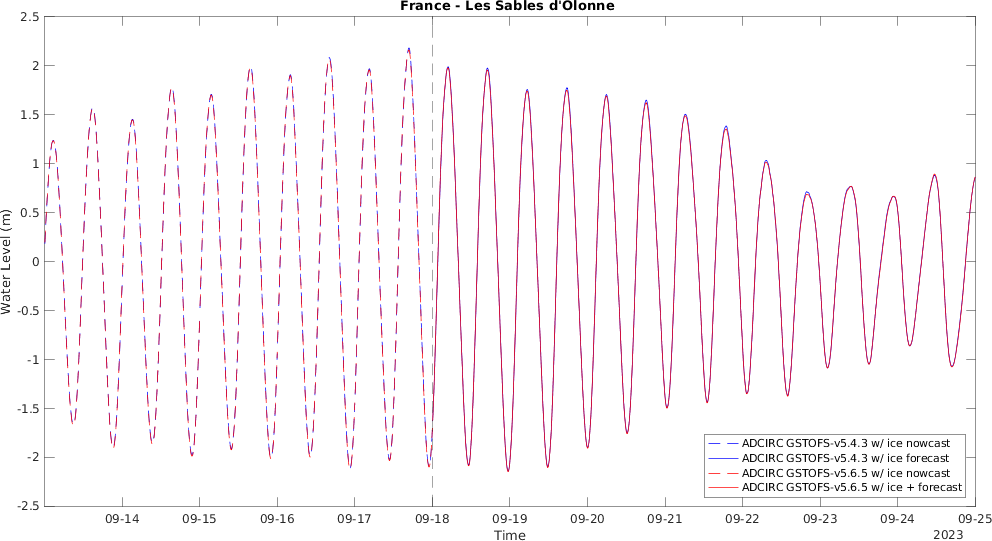 France - Les Sables d'Olonne
2.5
2
1.5
1
0.5
0
-0.5
-1
-1.5
-2
-2.5
Water Level (m)
ADCIRC GSTOFS-v5.4.3 w/ ice nowcast
ADCIRC GSTOFS-v5.4.3 w/ ice forecast
ADCIRC GSTOFS-v5.6.5 w/ ice nowcast
ADCIRC GSTOFS-v5.6.5 w/ ice + forecast
09-14 09-15 09-16 09-17 09-18 09-19 09-20 09-21 09-22 09-23 09-24 09-25
Time
2023